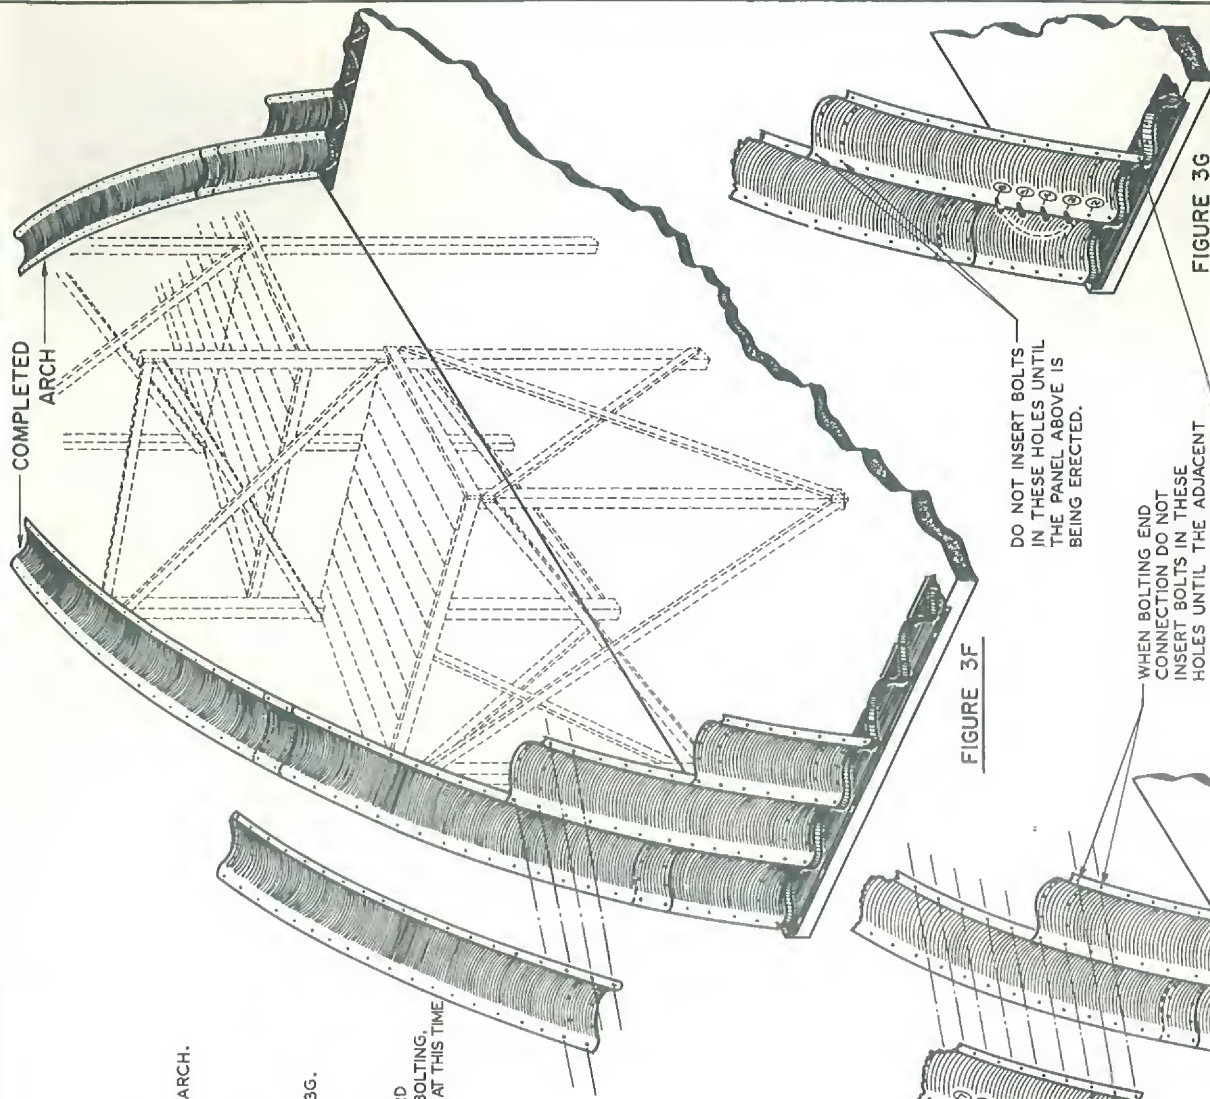 COMPLETED
ARCH
ARCH.
3G.
BOLTING,
AT THIS TIME
FIGURE 3F
DO NOT INSERT BOLTS
IN THESE HOLES UNTIL
THE PANEL ABOVE IS
BEING ERECTED.
FIGURE 3G
WHEN BOLTING END
CONNECTION DO NOT
INSERT BOLTS IN THESE
HOLES UNTIL THE ADJACENT